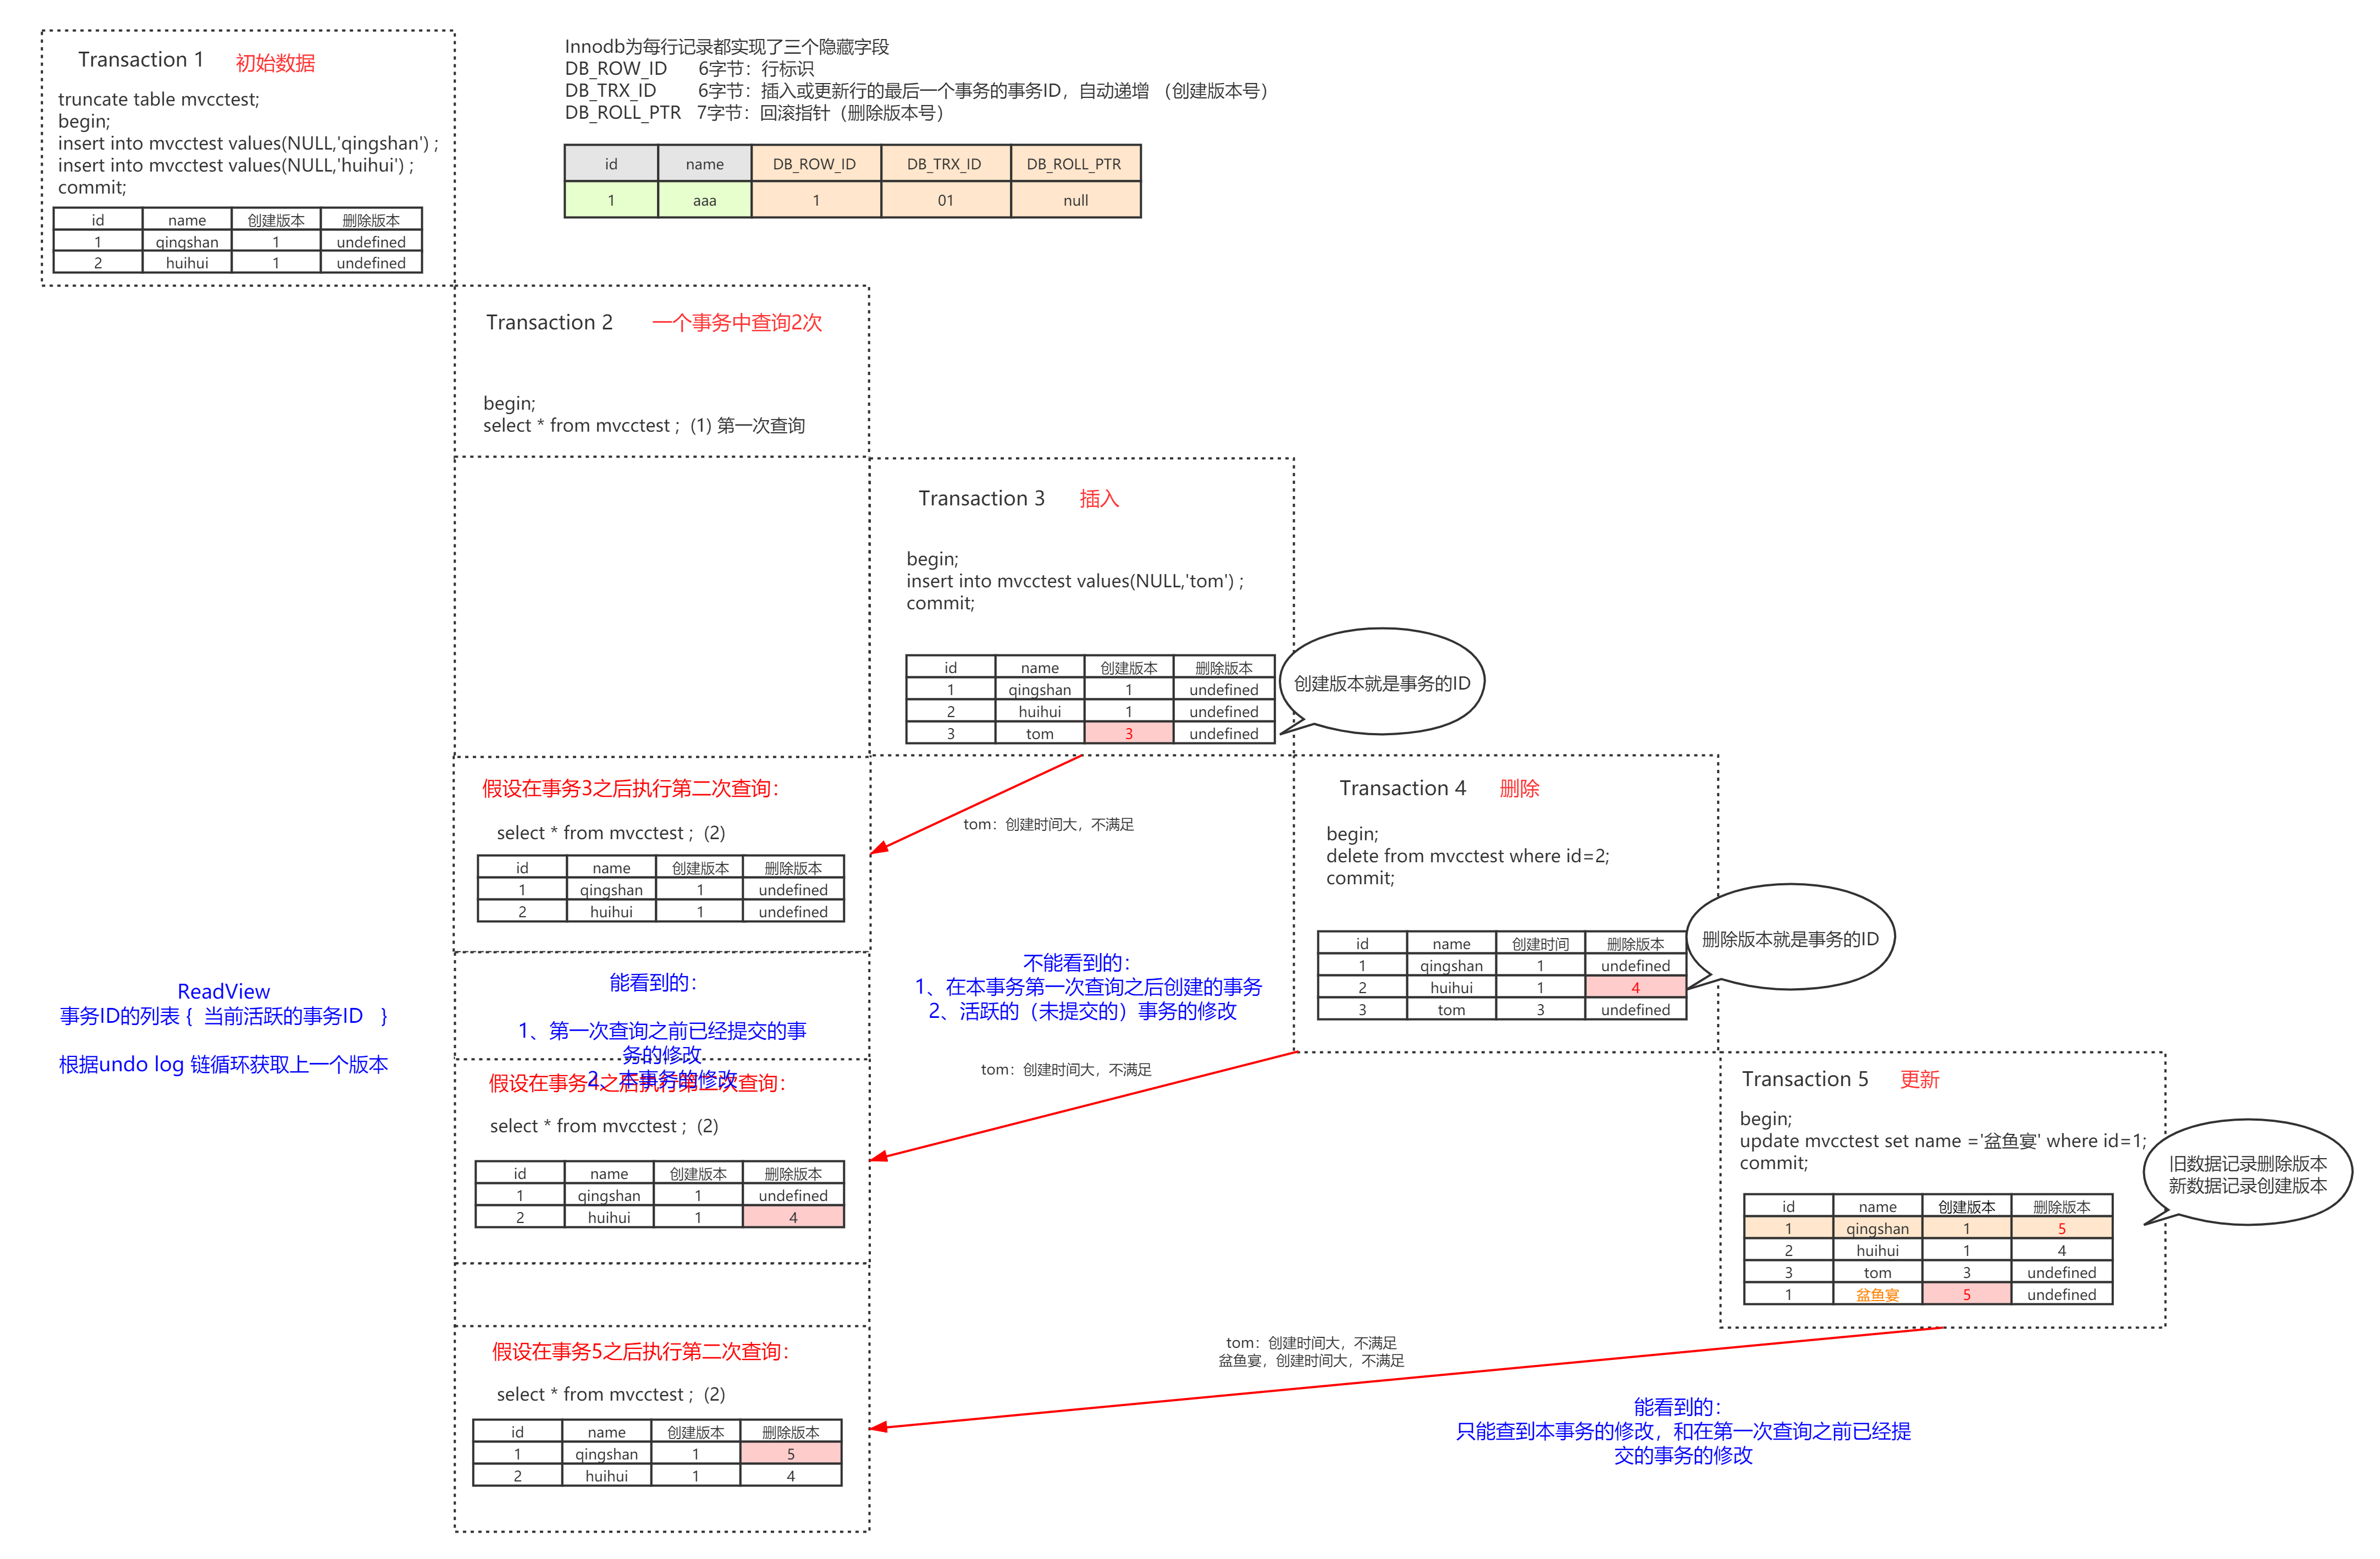 Transaction 1 初始数据
truncate table mvcctest;
begin;
insert into mvcctest values(NULL,'qingshan') ;
insert into mvcctest values(NULL,'huihui') ;
commit;
id name 创建版本 删除版本
1 qingshan 1 undefined
2 huihui 1 undefined
Innodb为每行记录都实现了三个隐藏字段
DB_ROW_ID 6字节：行标识
DB_TRX_ID 6字节：插入或更新行的最后一个事务的事务ID，自动递增 （创建版本号）
DB_ROLL_PTR 7字节：回滚指针（删除版本号）
id name DB_ROW_ID DB_TRX_ID DB_ROLL_PTR
1 aaa 1 01 null
Transaction 2 一个事务中查询2次
begin;
select * from mvcctest ; (1) 第一次查询
Transaction 3 插入
begin;
insert into mvcctest values(NULL,'tom') ;
commit;
id name 创建版本 删除版本
1 qingshan 1 undefined
2 huihui 1 undefined
3 tom 3 undefined
创建版本就是事务的ID
假设在事务3之后执行第二次查询：
select * from mvcctest ; (2)
id name 创建版本 删除版本
1 qingshan 1 undefined
2 huihui 1 undefined
tom：创建时间大，不满足
Transaction 4 删除
begin;
delete from mvcctest where id=2;
commit;
id name 创建时间 删除版本
1 qingshan 1 undefined
2 huihui 1 4
3 tom 3 undefined
删除版本就是事务的ID
ReadView
事务ID的列表 { 当前活跃的事务ID }
根据undo log 链循环获取上一个版本
能看到的：
1、第一次查询之前已经提交的事
务的修改
2、本事务的修改
不能看到的：
1、在本事务第一次查询之后创建的事务
2、活跃的（未提交的）事务的修改
假设在事务4之后执行第二次查询：
select * from mvcctest ; (2)
id name 创建版本 删除版本
1 qingshan 1 undefined
2 huihui 1 4
tom：创建时间大，不满足
Transaction 5 更新
begin;
update mvcctest set name ='盆鱼宴' where id=1;
commit;
id name 创建版本 删除版本
1 qingshan 1 5
2 huihui 1 4
3 tom 3 undefined
1 盆鱼宴 5 undefined
旧数据记录删除版本
新数据记录创建版本
假设在事务5之后执行第二次查询：
select * from mvcctest ; (2)
id name 创建版本 删除版本
1 qingshan 1 5
2 huihui 1 4
tom：创建时间大，不满足
盆鱼宴，创建时间大，不满足
能看到的：
只能查到本事务的修改，和在第一次查询之前已经提
交的事务的修改